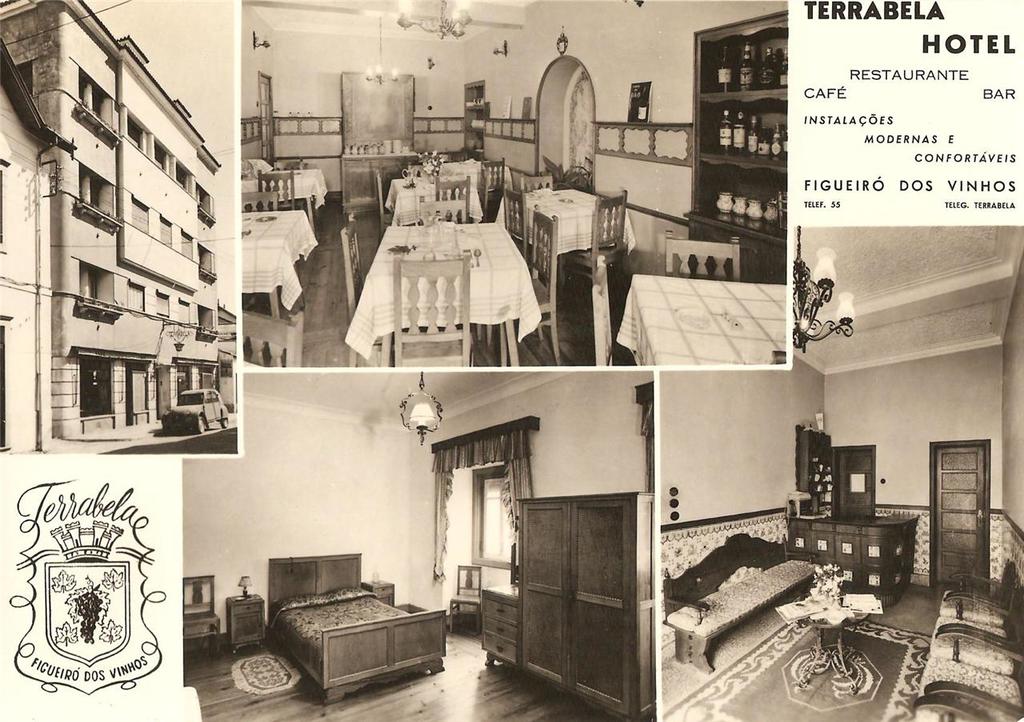 TERRABELA
HOTEL
RESTAURANTE
CAFÉ BAR
INSTALAÇÕES
MODERNAS E
CONFORTÁVEIS
FIGUEIRÓ DOS VINHOS
TELEF. 55 TELEG. TERRABELA
TERRABELA
Terrabela
FIGUEIRÓ DOS VINHOS